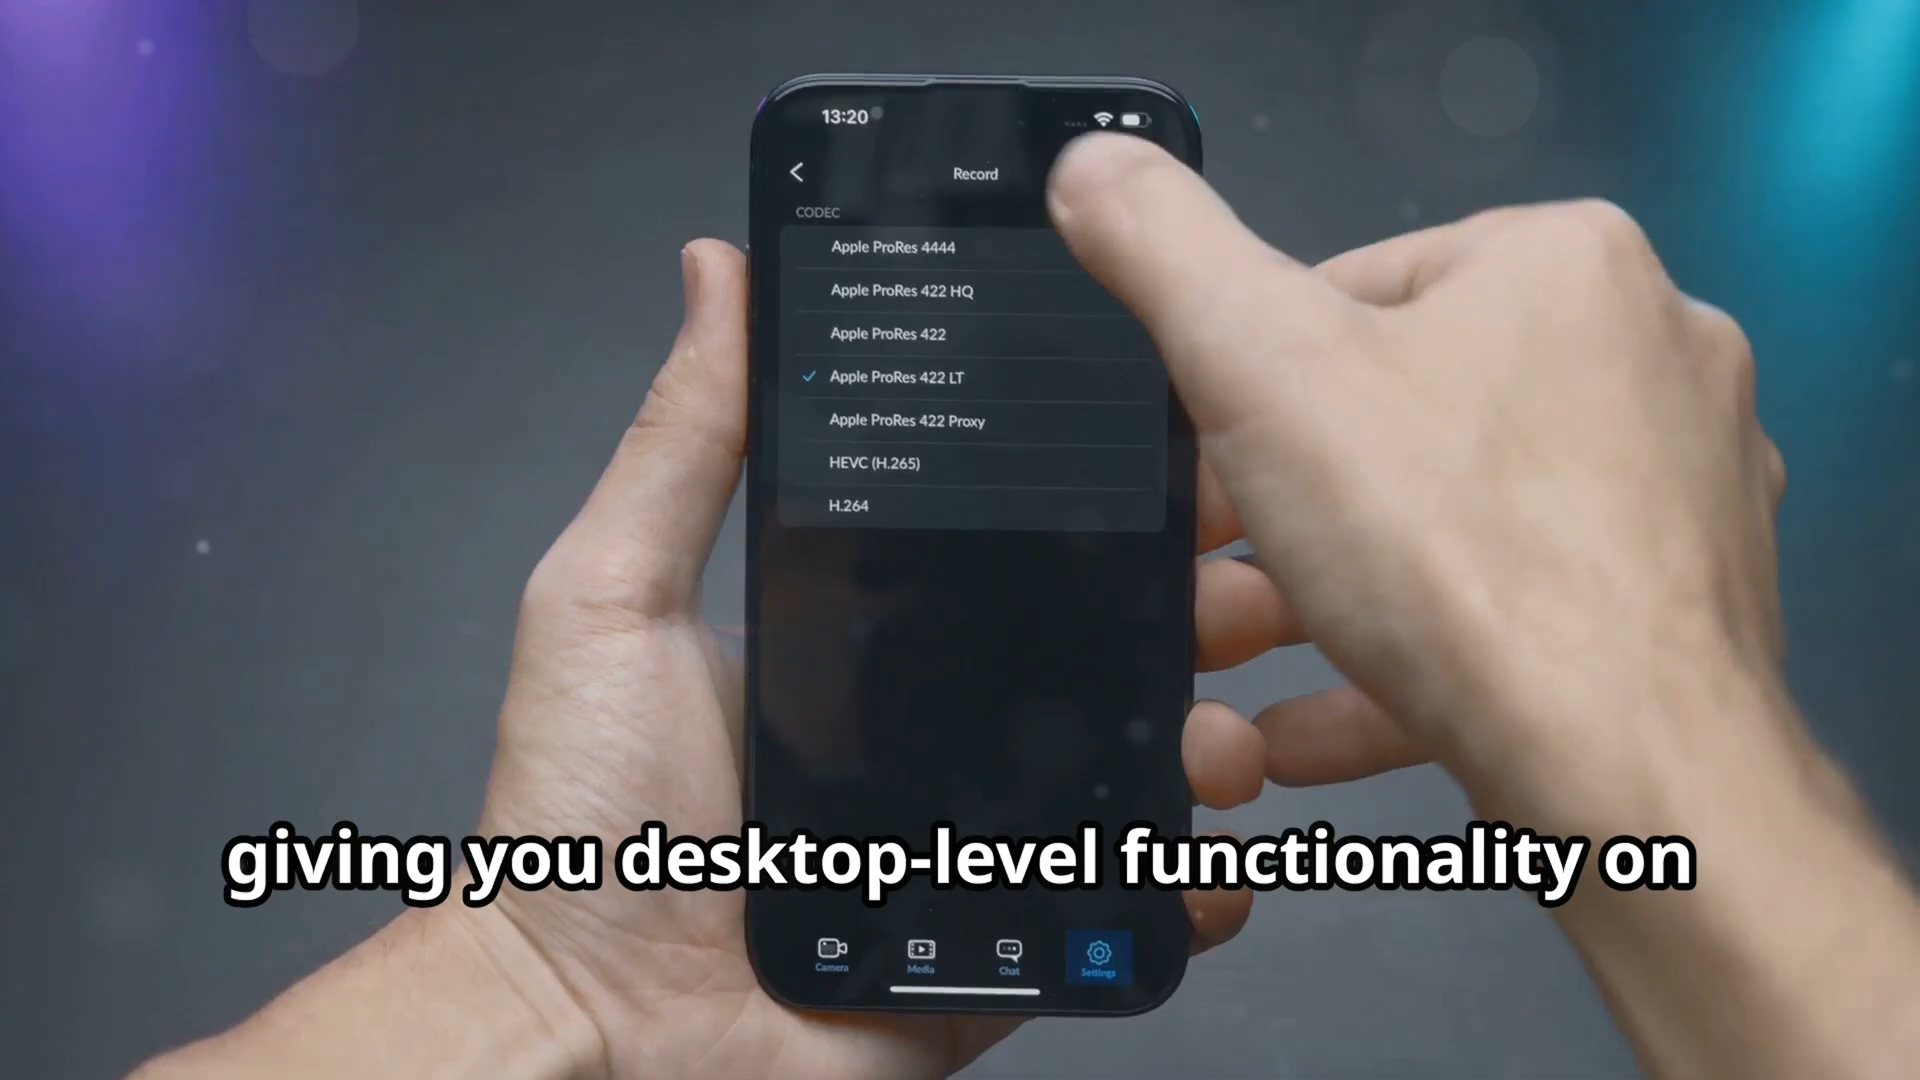 13:20
Record
CODEC
Apple ProRes 4444
Apple ProRes 422 HQ
Apple ProRes 422
Apple ProRes 422 LT
Apple ProRes 422 Proxy
HEVC (H.265)
H.264
giving you desktop-level functionality on
Camera
Media
Chat
Settings